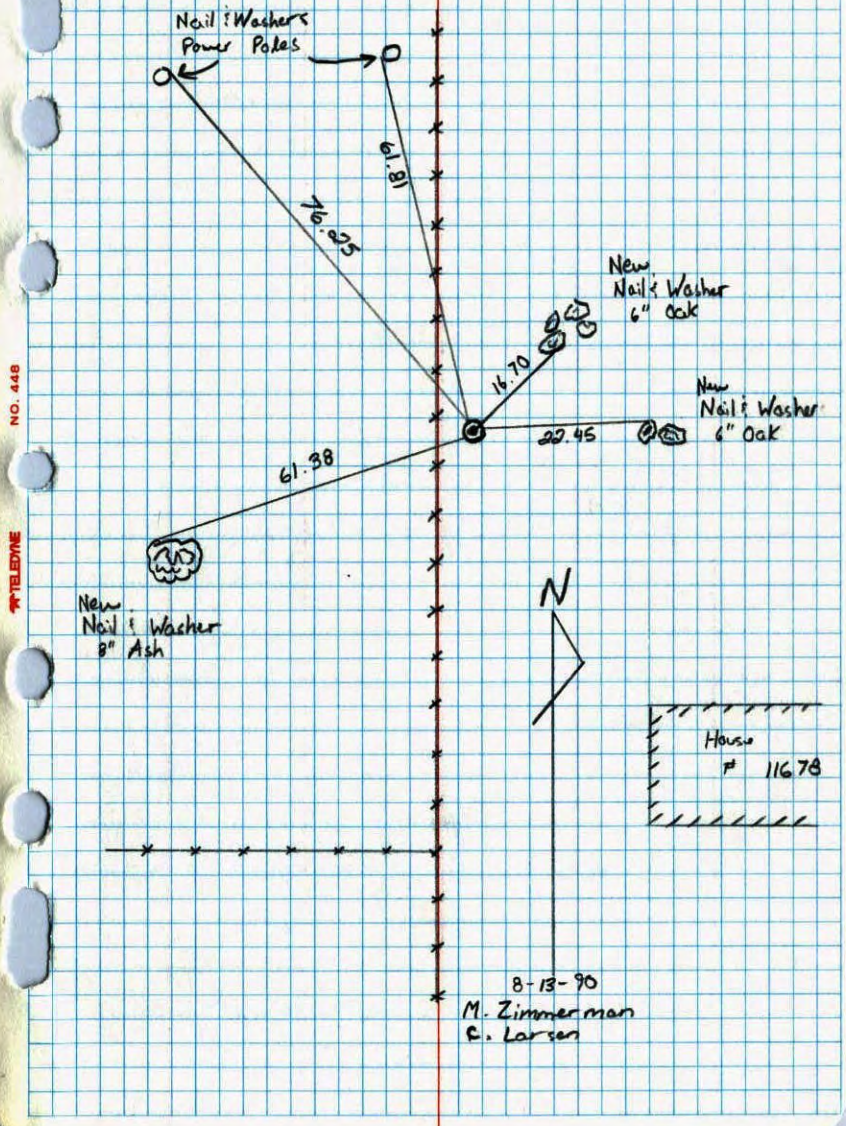 Nail & Washers
Power Poles
61.81
76.025
New
Nail & Washer
6" Oak
16.70
New
Nail & Washer
6" Oak
22.45
61.38
New
Nail & Washer
8" Ash
N
House
# 11678
8-13-90
M. Zimmerman
C. Larsen
NO. 448
TELEDYNE